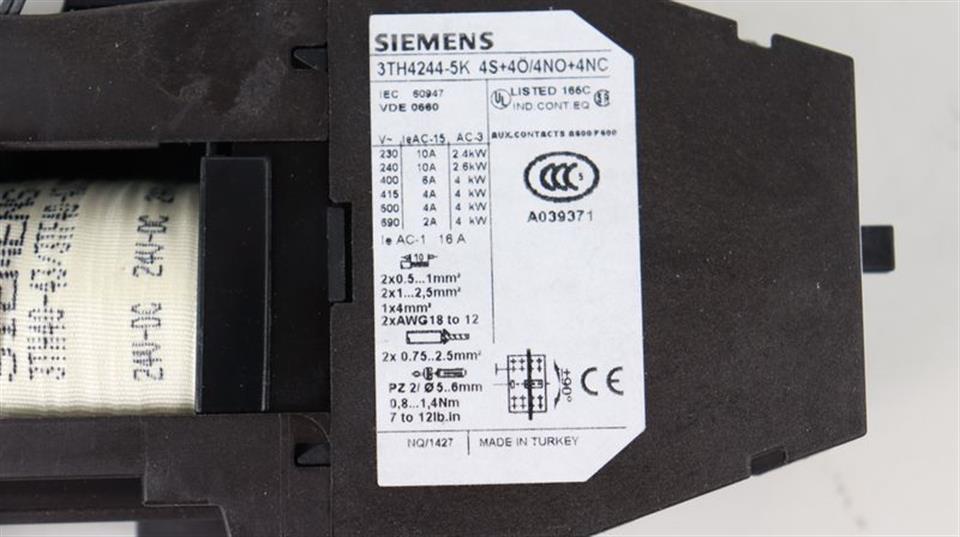 SIEMENS
3TH4244-5K 4S+4Ö/4NO+4NC
IEC 60947
VDE 0660
UL LISTED 166C
IND.CONT.EQ
AUX.CONTACTS A600 P600
V~ IeAC-15 AC-3
230 10A 2.4kW
240 10A 2.6kW
400 6A 4 kW
415 4A 4 kW
500 4A 4 kW
690 2A 4 kW
CCC S
A039371
Ie AC-1 16 A
10
2x0.5...1mm²
2x1...2,5mm²
1x4mm²
2xAWG18 to 12
2x 0.75..2.5mm²
PZ 2/ Ø 5..6mm
0,8...1,4Nm
7 to 12lb.in
+90°
CE
NQ/1427
MADE IN TURKEY
24V-DC 24V-DC